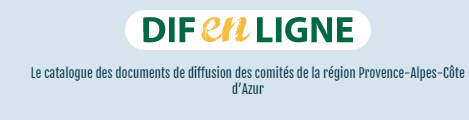 DIF en LIGNE
Le catalogue des documents de diffusion des comités de la région Provence-Alpes-Côte
d’Azur